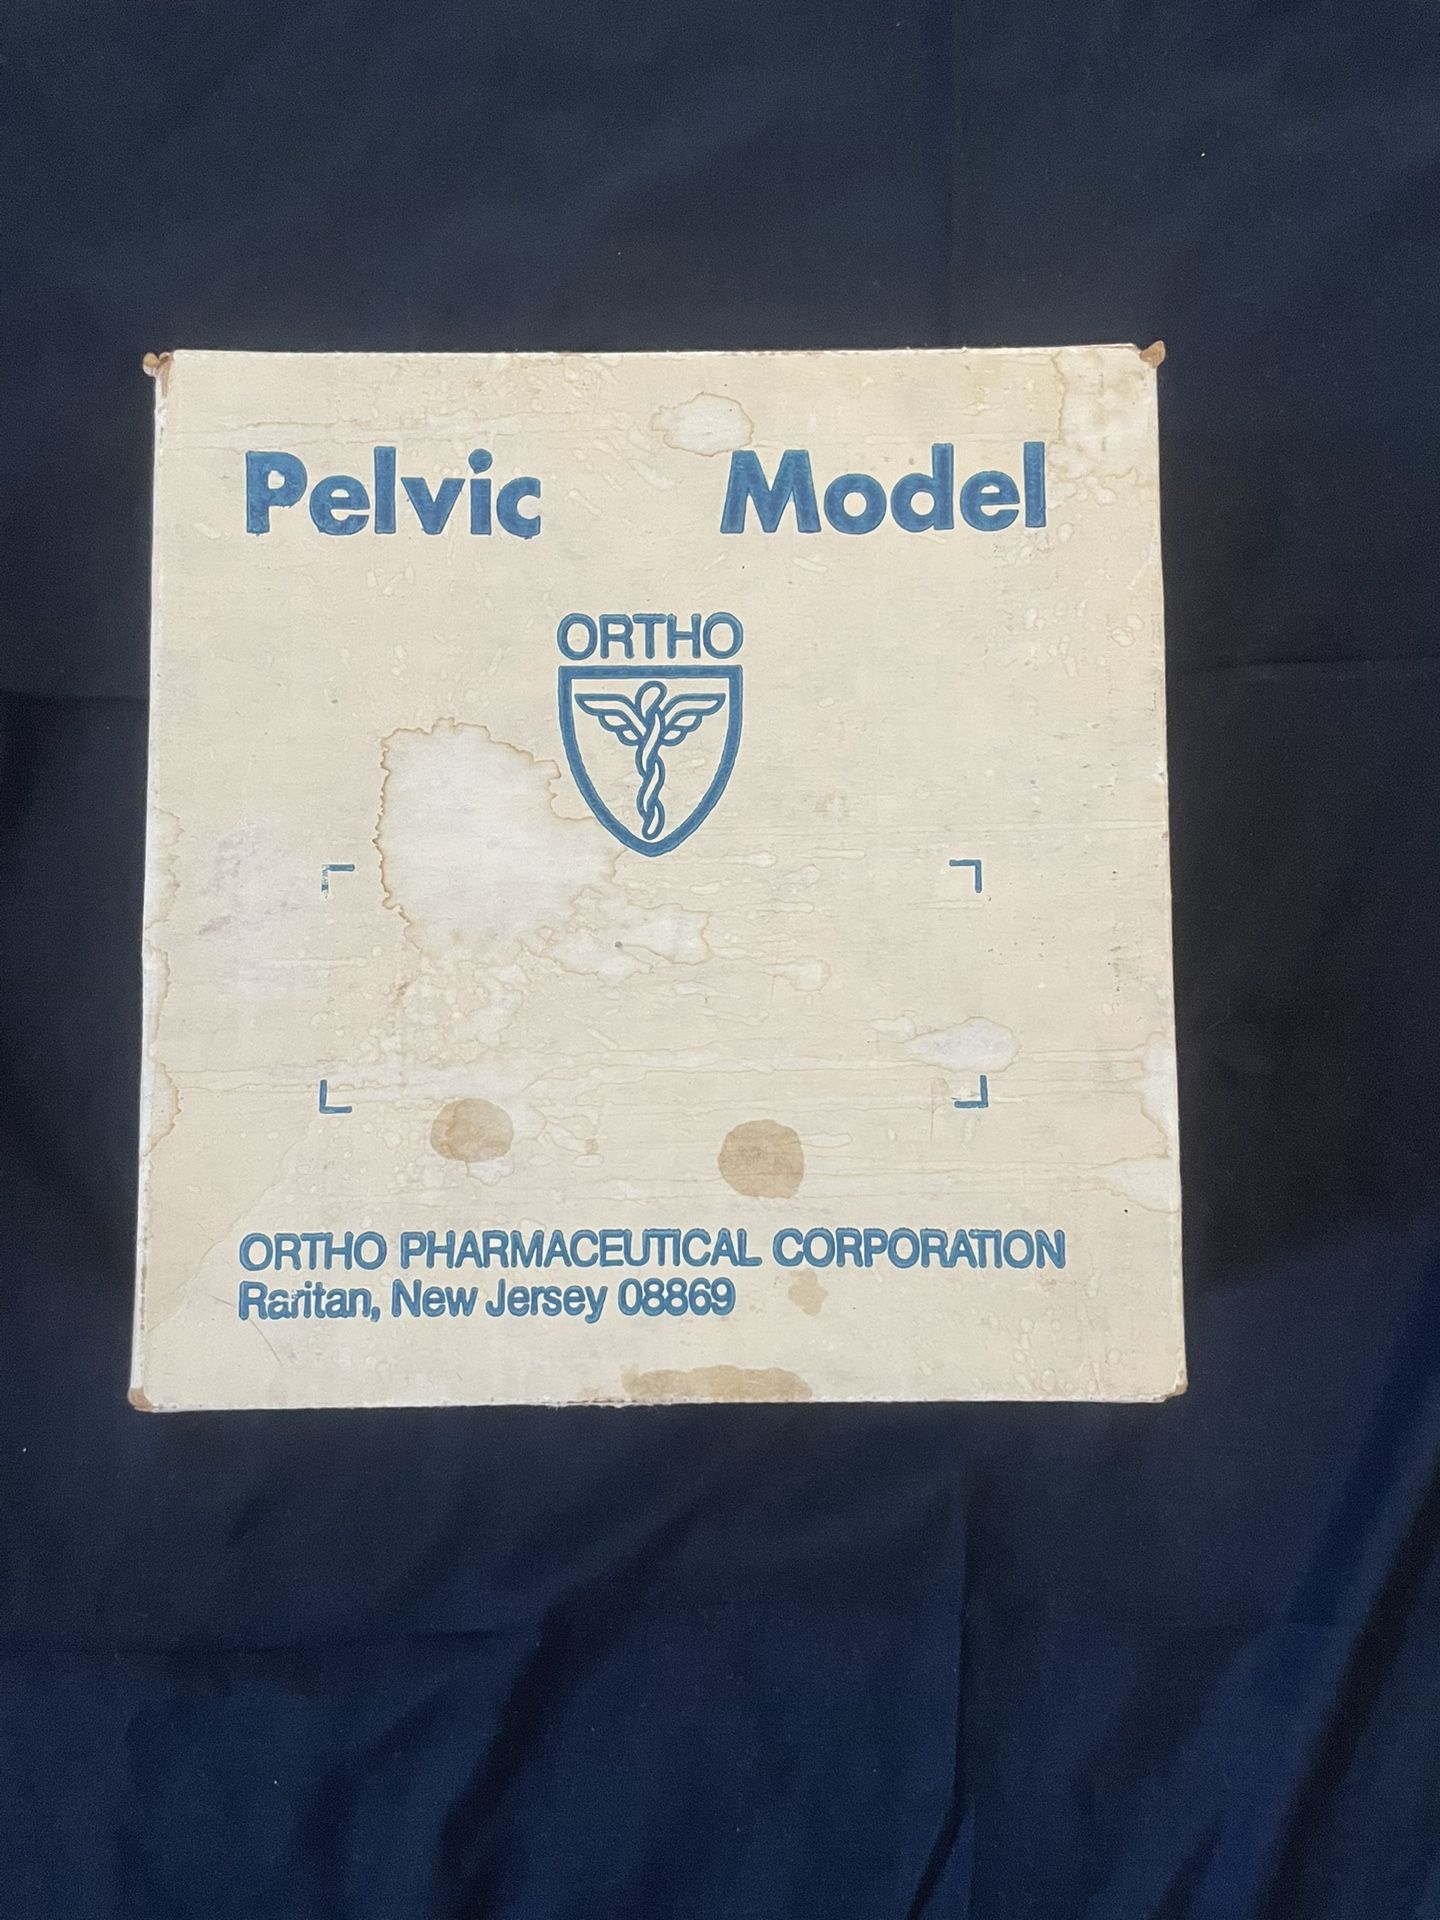 Pelvic Model
ORTHO
ORTHO PHARMACEUTICAL CORPORATION
Raritan, New Jersey 08869